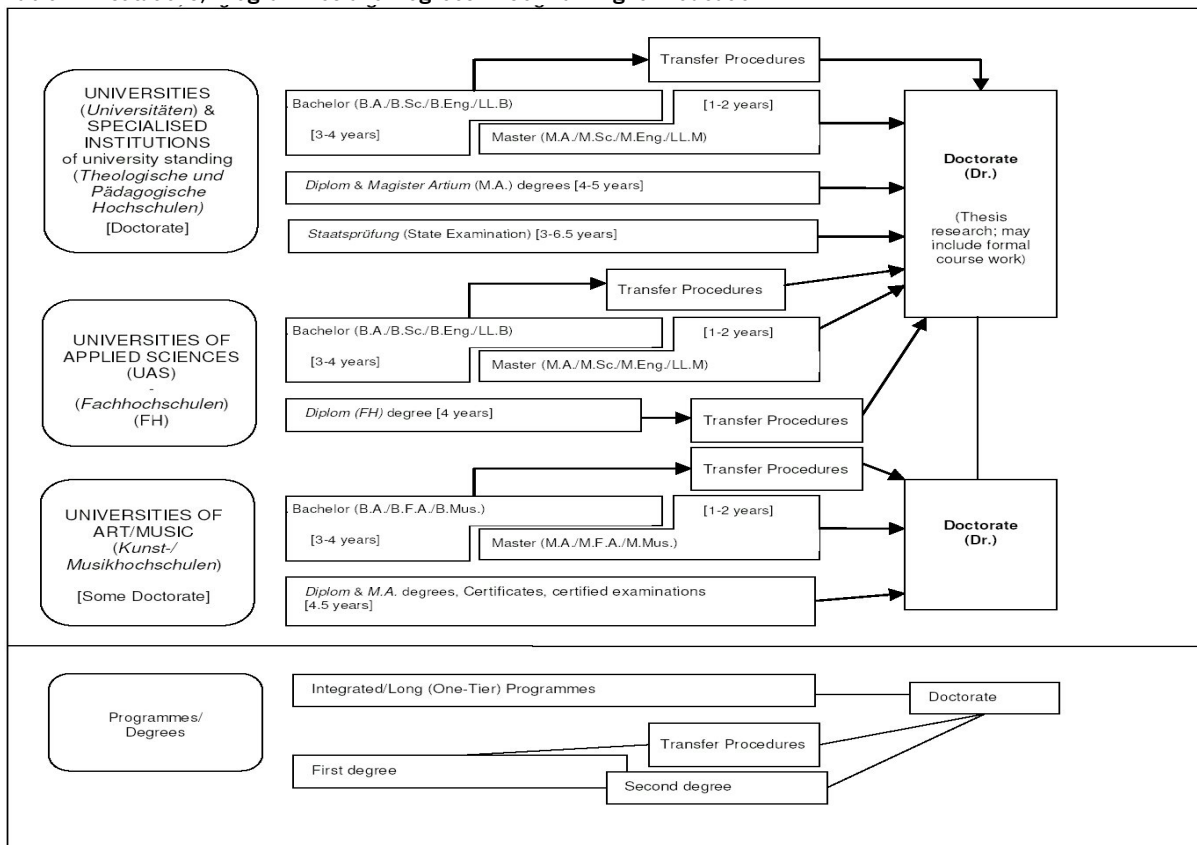 Transfer Procedures
UNIVERSITIES
(Universitäten) &
SPECIALISED
INSTITUTIONS
of university standing
(Theologische und
Pädagogische
Hochschulen)
[Doctorate]
Bachelor (B.A./B.Sc./B.Eng./LL.B)
[3-4 years]
[1-2 years]
Master (M.A./M.Sc./M.Eng./LL.M)
Diplom & Magister Artium (M.A.) degrees [4-5 years]
Staatsprüfung (State Examination) [3-6.5 years]
Doctorate
(Dr.)
(Thesis
research; may
include formal
course work)
Transfer Procedures
UNIVERSITIES OF
APPLIED SCIENCES
(UAS)
-
(Fachhochschulen)
(FH)
Bachelor (B.A./B.Sc./B.Eng./LL.B)
[3-4 years]
[1-2 years]
Master (M.A./M.Sc./M.Eng./LL.M)
Diplom (FH) degree [4 years]
Transfer Procedures
Transfer Procedures
UNIVERSITIES OF
ART/MUSIC
(Kunst-/
Musikhochschulen)
[Some Doctorate]
Bachelor (B.A./B.F.A./B.Mus.)
[3-4 years]
[1-2 years]
Master (M.A./M.F.A./M.Mus.)
Diplom & M.A. degrees, Certificates, certified examinations
[4.5 years]
Doctorate
(Dr.)
Programmes/
Degrees
Integrated/Long (One-Tier) Programmes
Doctorate
Transfer Procedures
First degree
Second degree